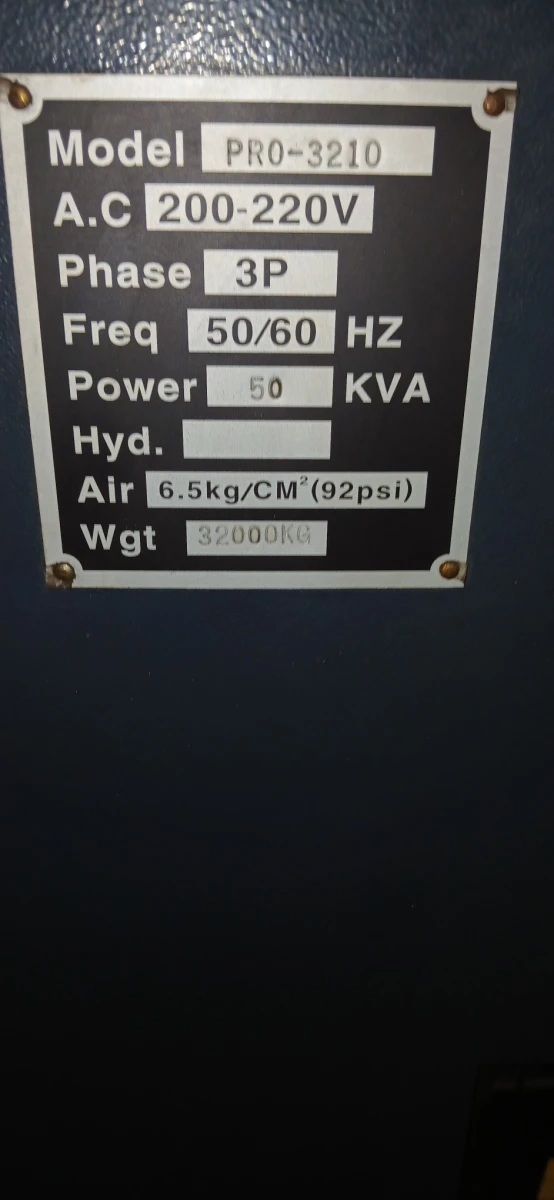 Model PRO-3210
A.C 200-220V
Phase 3P
Freq 50/60 HZ
Power 50 KVA
Hyd.
Air 6.5kg/CM²(92psi)
Wgt 32000KG